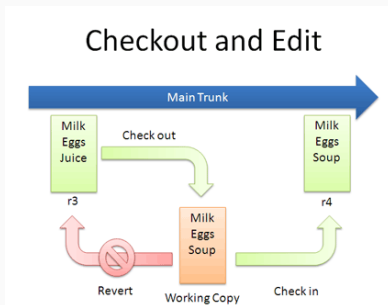 Checkout and Edit
Main Trunk
Milk
Eggs
Juice
Check out
Milk
Eggs
Soup
r3
r4
Milk
Eggs
Soup
Revert
Working Copy
Check in